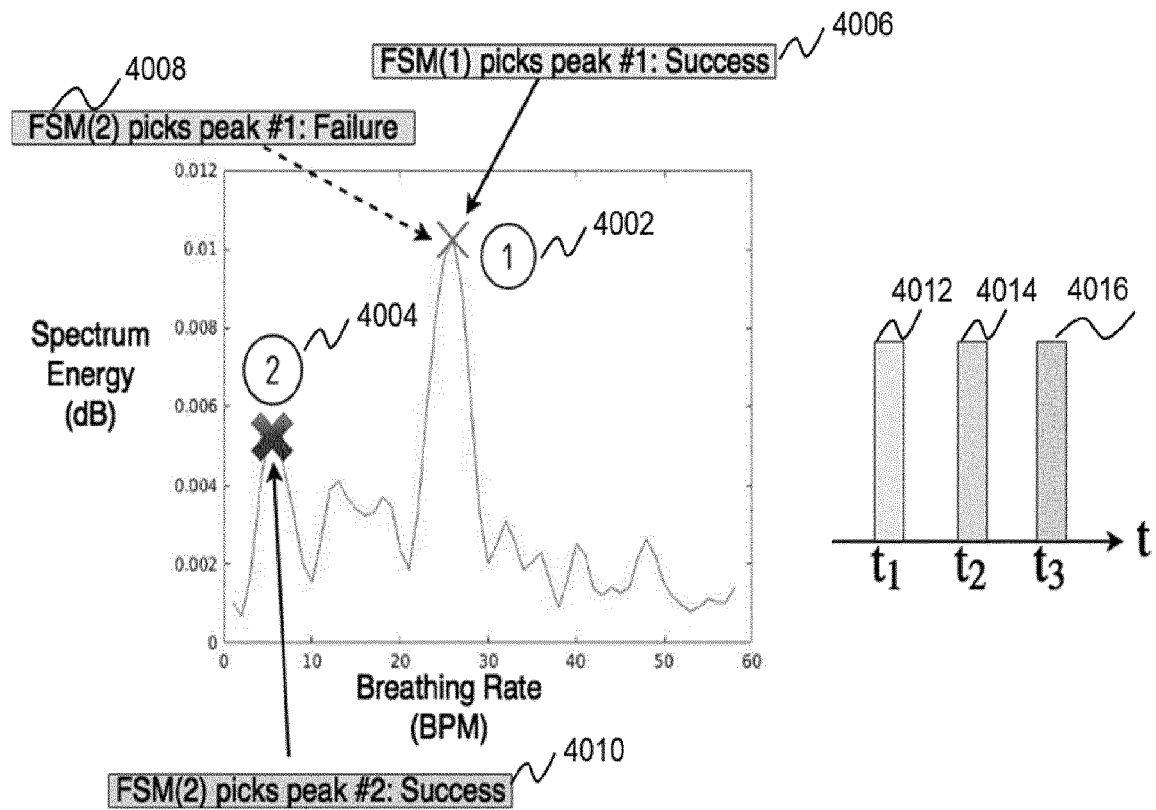 4006
FSM(1) picks peak #1: Success
4008
FSM(2) picks peak #1: Failure
0.012
0.01
0.008
0.006
0.004
0.002
0
1
4002
2
4004
Spectrum
Energy
(dB)
0 10 20 30 40 50 60
Breathing Rate
(BPM)
4010
FSM(2) picks peak #2: Success
4012 4014 4016
t
t1 t2 t3